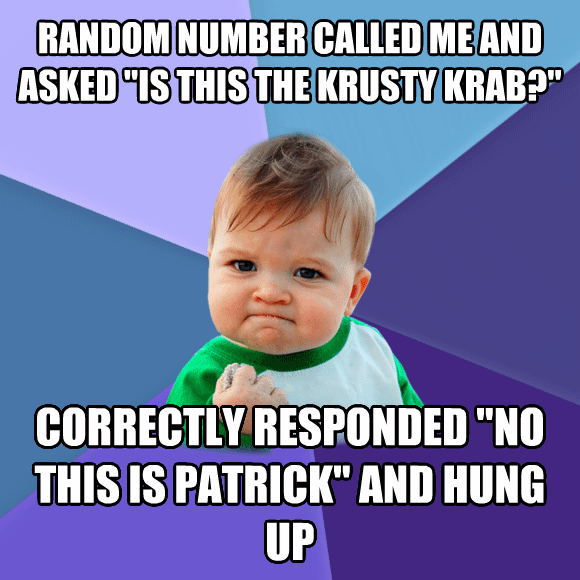 RANDOM NUMBER CALLED ME AND
ASKED "IS THIS THE KRUSTY KRAB?"
CORRECTLY RESPONDED "NO
THIS IS PATRICK" AND HUNG
UP